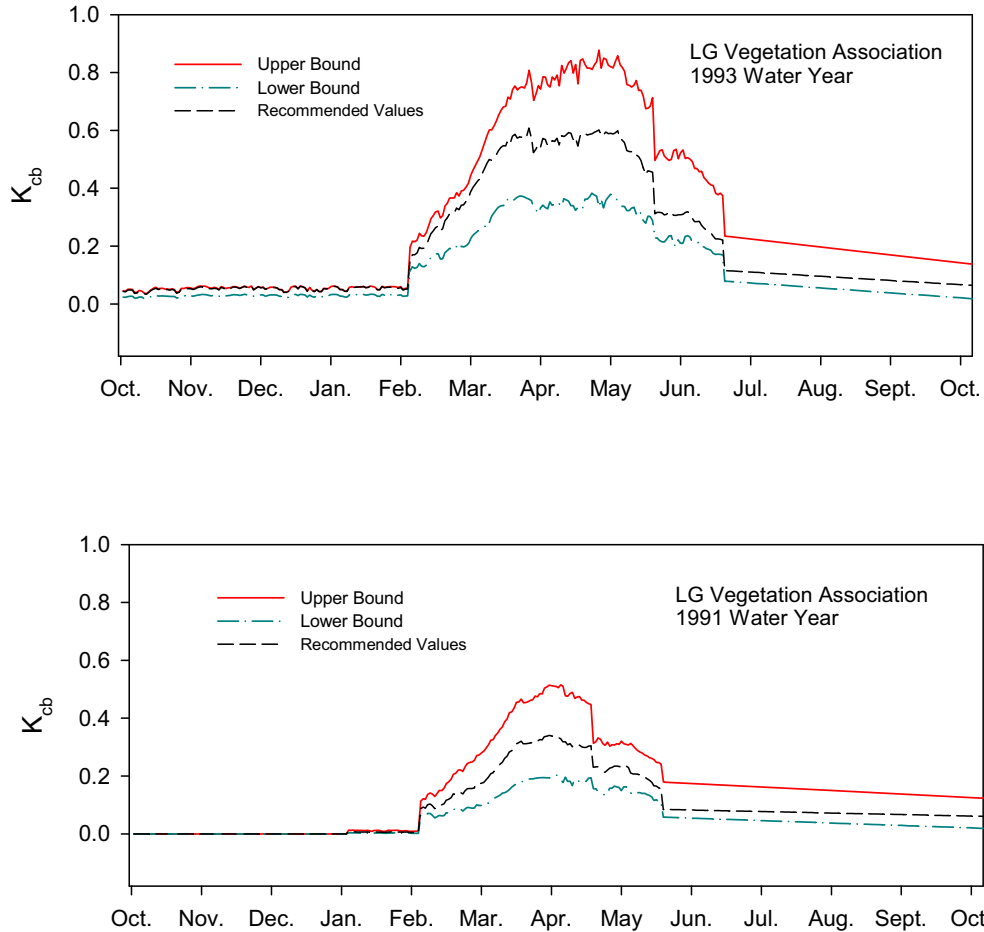 1.0
LG Vegetation Association
1993 Water Year
Upper Bound
Lower Bound
Recommended Values
0.8
0.6
0.4
0.2
0.0
Kcb
Oct. Nov. Dec. Jan. Feb. Mar. Apr. May Jun. Jul. Aug. Sept. Oct.
1.0
LG Vegetation Association
1991 Water Year
Upper Bound
Lower Bound
Recommended Values
0.8
0.6
0.4
0.2
0.0
Kcb
Oct. Nov. Dec. Jan. Feb. Mar. Apr. May Jun. Jul. Aug. Sept. Oct